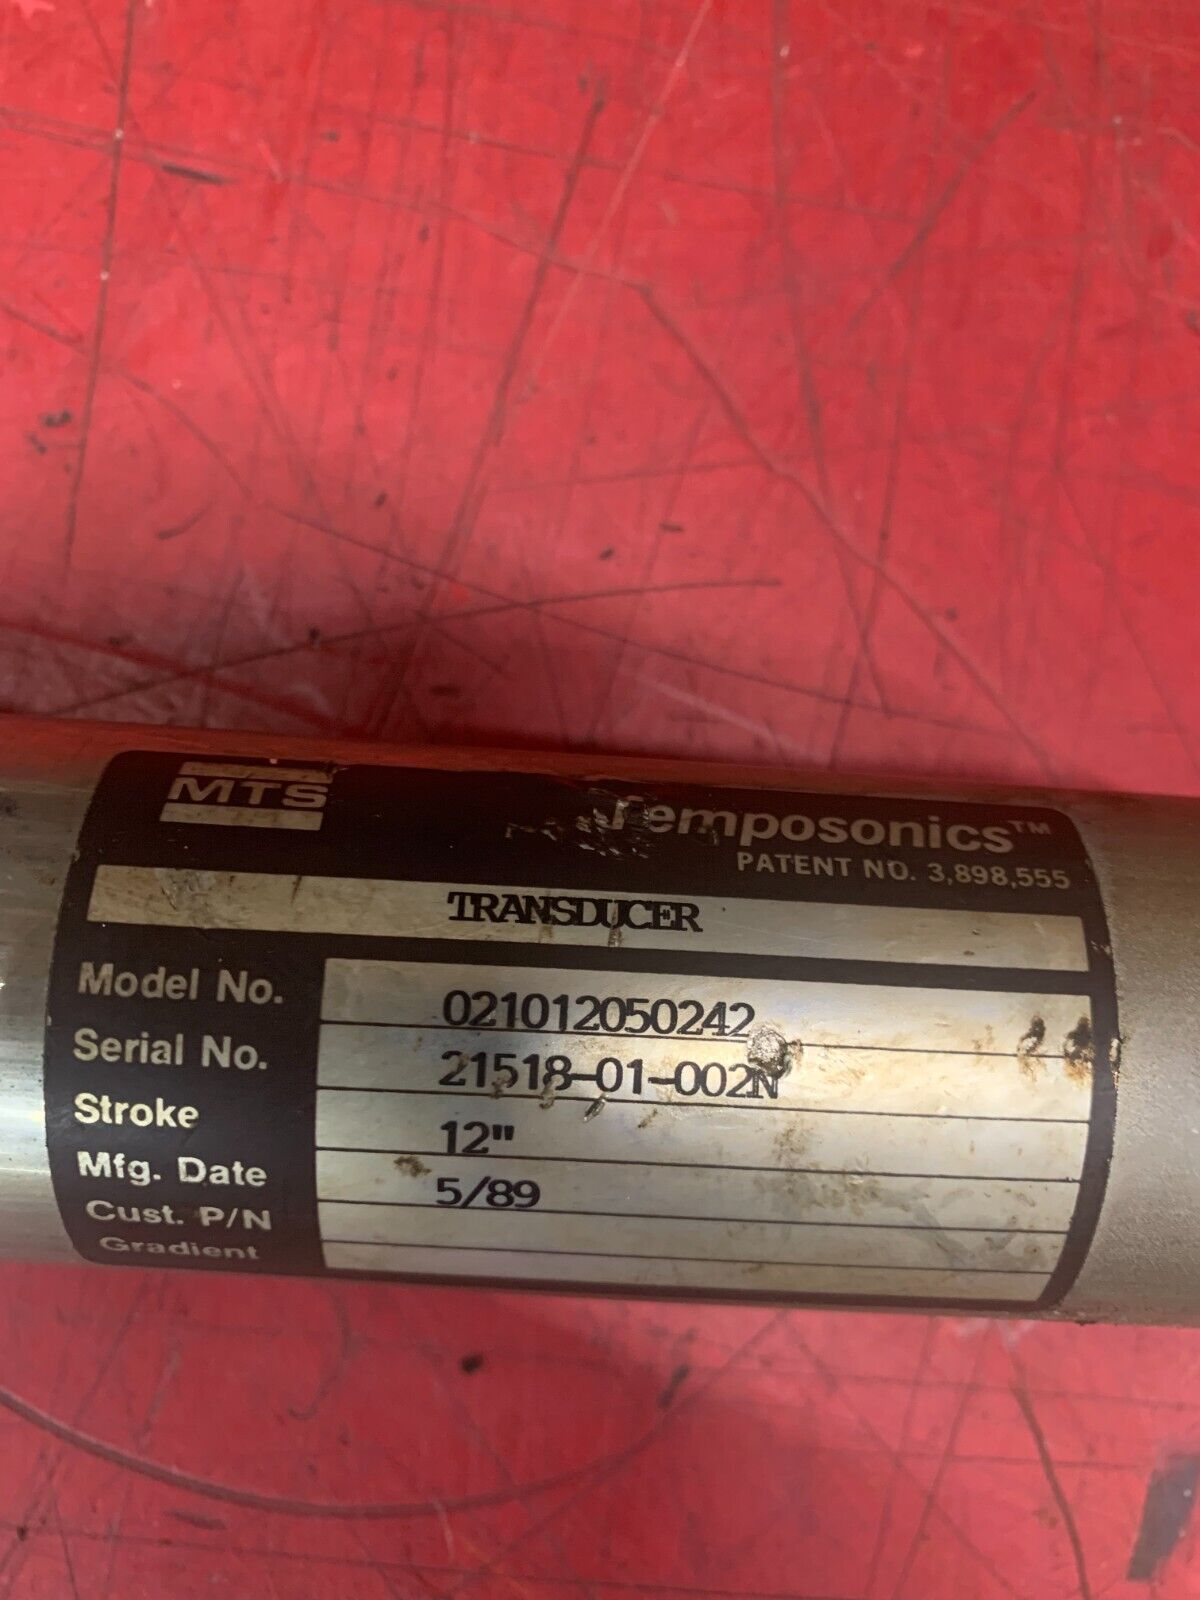 MTS
Temposonics™
PATENT NO. 3,898,555
TRANSDUCER
Model No. 021012050242
Serial No. 21518-01-002N
Stroke 12"
Mfg. Date 5/89
Cust. P/N
Gradient